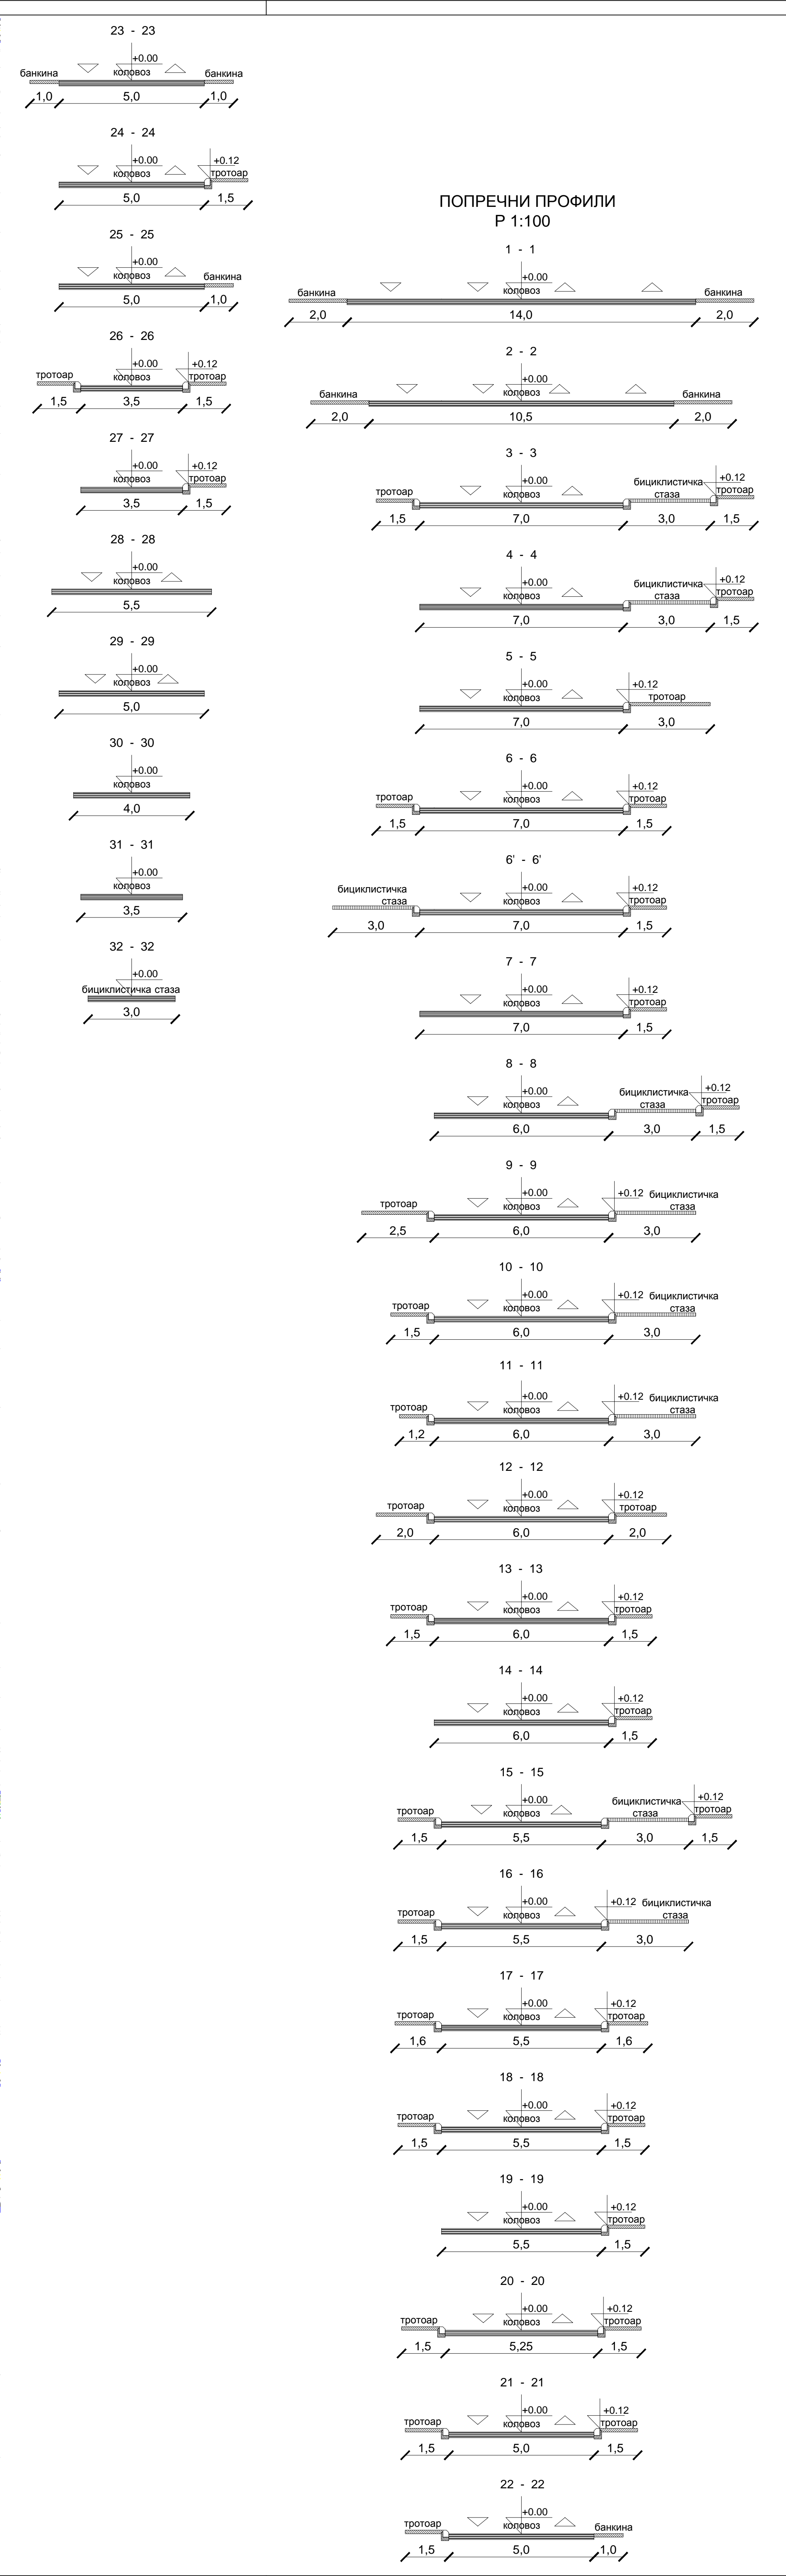 23 - 23
+0.00
банкина коловоз банкина
1,0 5,0 1,0
24 - 24
+0.00 +0.12
коловоз тротоар
5,0 1,5
25 - 25
+0.00
коловоз банкина
5,0 1,0
26 - 26
+0.00 +0.12
тротоар коловоз тротоар
1,5 3,5 1,5
27 - 27
+0.00 +0.12
коловоз тротоар
3,5 1,5
28 - 28
+0.00
коловоз
5,5
29 - 29
+0.00
коловоз
5,0
30 - 30
+0.00
коловоз
4,0
31 - 31
+0.00
коловоз
3,5
32 - 32
+0.00
бициклистичка стаза
3,0
ПОПРЕЧНИ ПРОФИЛИ
Р 1:100
1 - 1
+0.00
банкина коловоз банкина
2,0 14,0 2,0
2 - 2
+0.00
банкина коловоз банкина
2,0 10,5 2,0
3 - 3
+0.00 бициклистичка +0.12
тротоар коловоз стаза тротоар
1,5 7,0 3,0 1,5
4 - 4
+0.00 бициклистичка +0.12
коловоз стаза тротоар
7,0 3,0 1,5
5 - 5
+0.00 +0.12
коловоз тротоар
7,0 3,0
6 - 6
+0.00 +0.12
тротоар коловоз тротоар
1,5 7,0 1,5
6' - 6'
бициклистичка +0.00 +0.12
стаза коловоз тротоар
3,0 7,0 1,5
7 - 7
+0.00 +0.12
коловоз тротоар
7,0 1,5
8 - 8
+0.00 бициклистичка +0.12
коловоз стаза тротоар
6,0 3,0 1,5
9 - 9
+0.00 +0.12 бициклистичка
тротоар коловоз стаза
2,5 6,0 3,0
10 - 10
+0.00 +0.12 бициклистичка
тротоар коловоз стаза
1,5 6,0 3,0
11 - 11
+0.00 +0.12 бициклистичка
тротоар коловоз стаза
1,2 6,0 3,0
12 - 12
+0.00 +0.12
тротоар коловоз тротоар
2,0 6,0 2,0
13 - 13
+0.00 +0.12
тротоар коловоз тротоар
1,5 6,0 1,5
14 - 14
+0.00 +0.12
коловоз тротоар
6,0 1,5
15 - 15
+0.00 бициклистичка +0.12
тротоар коловоз стаза тротоар
1,5 5,5 3,0 1,5
16 - 16
+0.00 +0.12 бициклистичка
тротоар коловоз стаза
1,5 5,5 3,0
17 - 17
+0.00 +0.12
тротоар коловоз тротоар
1,6 5,5 1,6
18 - 18
+0.00 +0.12
тротоар коловоз тротоар
1,5 5,5 1,5
19 - 19
+0.00 +0.12
коловоз тротоар
5,5 1,5
20 - 20
+0.00 +0.12
тротоар коловоз тротоар
1,5 5,25 1,5
21 - 21
+0.00 +0.12
тротоар коловоз тротоар
1,5 5,0 1,5
22 - 22
+0.00
тротоар коловоз банкина
1,5 5,0 1,0